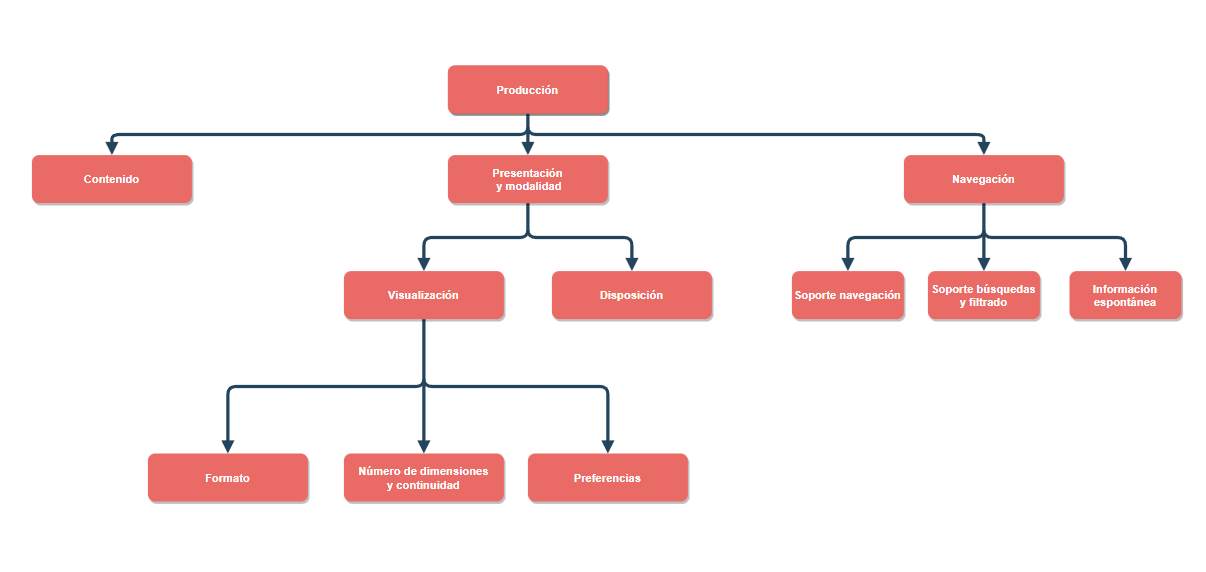 Producción
Contenido
Presentación
y modalidad
Navegación
Visualización
Disposición
Soporte navegación
Soporte búsquedas
y filtrado
Información
espontánea
Formato
Número de dimensiones
y continuidad
Preferencias